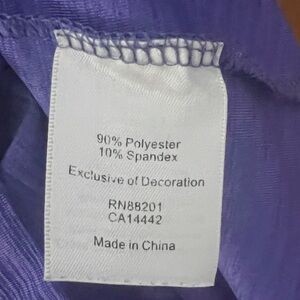 90% Polyester
10% Spandex
Exclusive of Decoration
RN88201
CA14442
Made in China